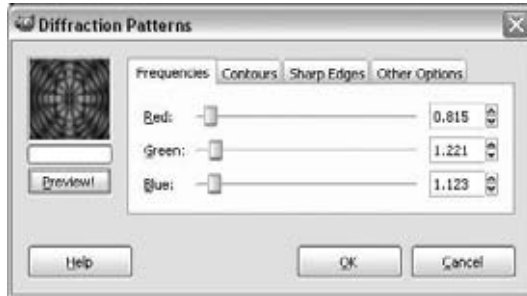 Diffraction Patterns
Frequencies Contours Sharp Edges Other Options
Red: 0.815
Green: 1.221
Blue: 1.123
Preview!
Help OK Cancel